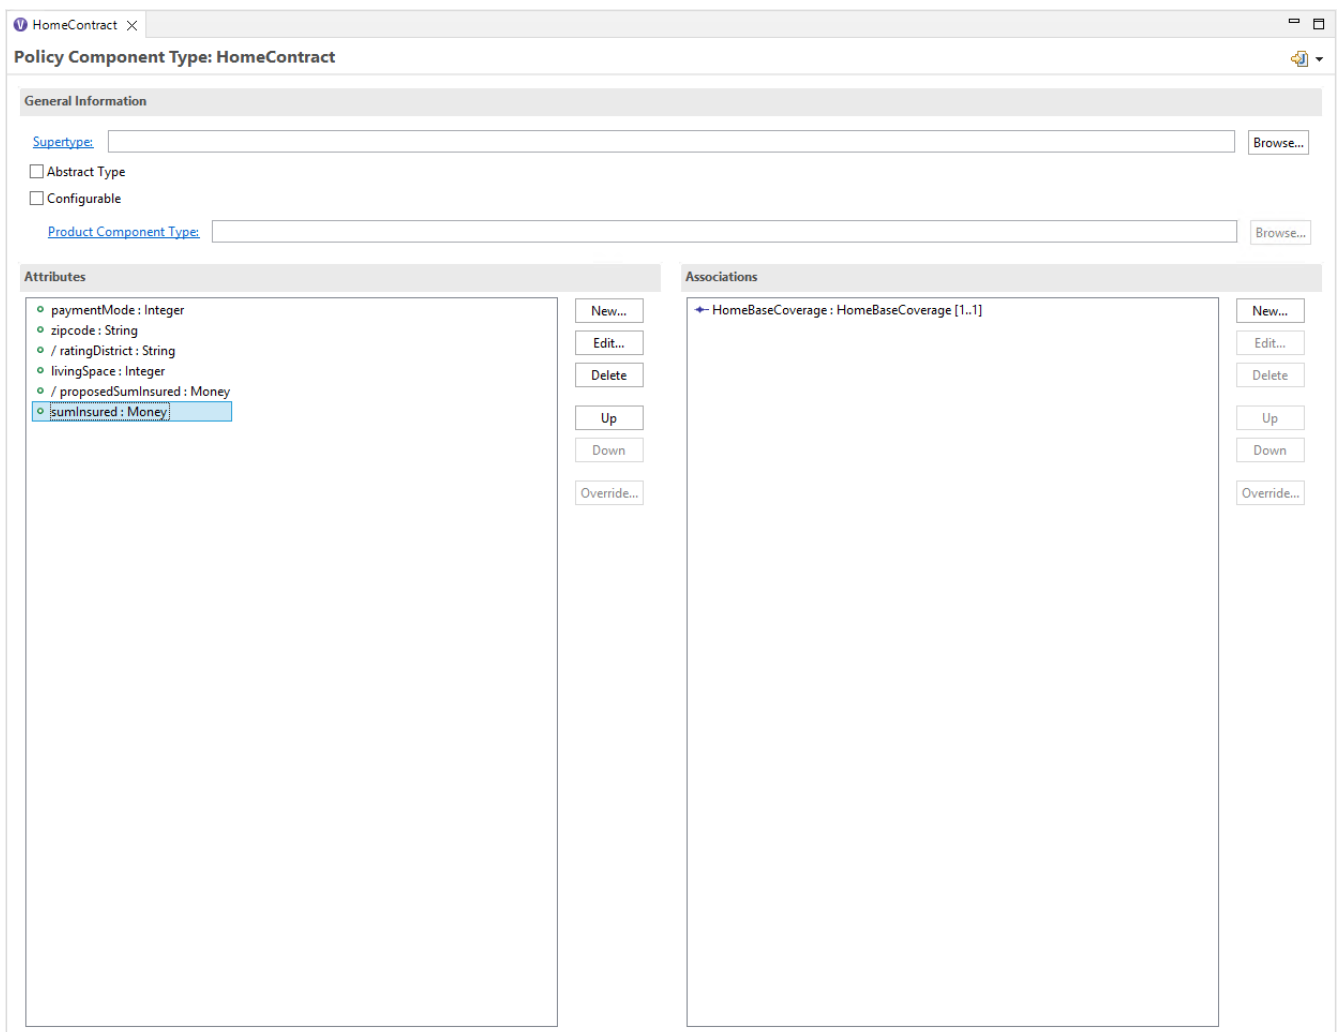 HomeContract
Policy Component Type: HomeContract
General Information
Supertype:
Browse...
Abstract Type
Configurable
Product Component Type:
Browse...
Attributes
paymentMode : Integer
zipcode : String
/ ratingDistrict : String
livingSpace : Integer
/ proposedSumInsured : Money
sumInsured : Money
New...
Edit...
Delete
Up
Down
Override...
Associations
HomeBaseCoverage : HomeBaseCoverage [1..1]
New...
Edit...
Delete
Up
Down
Override...